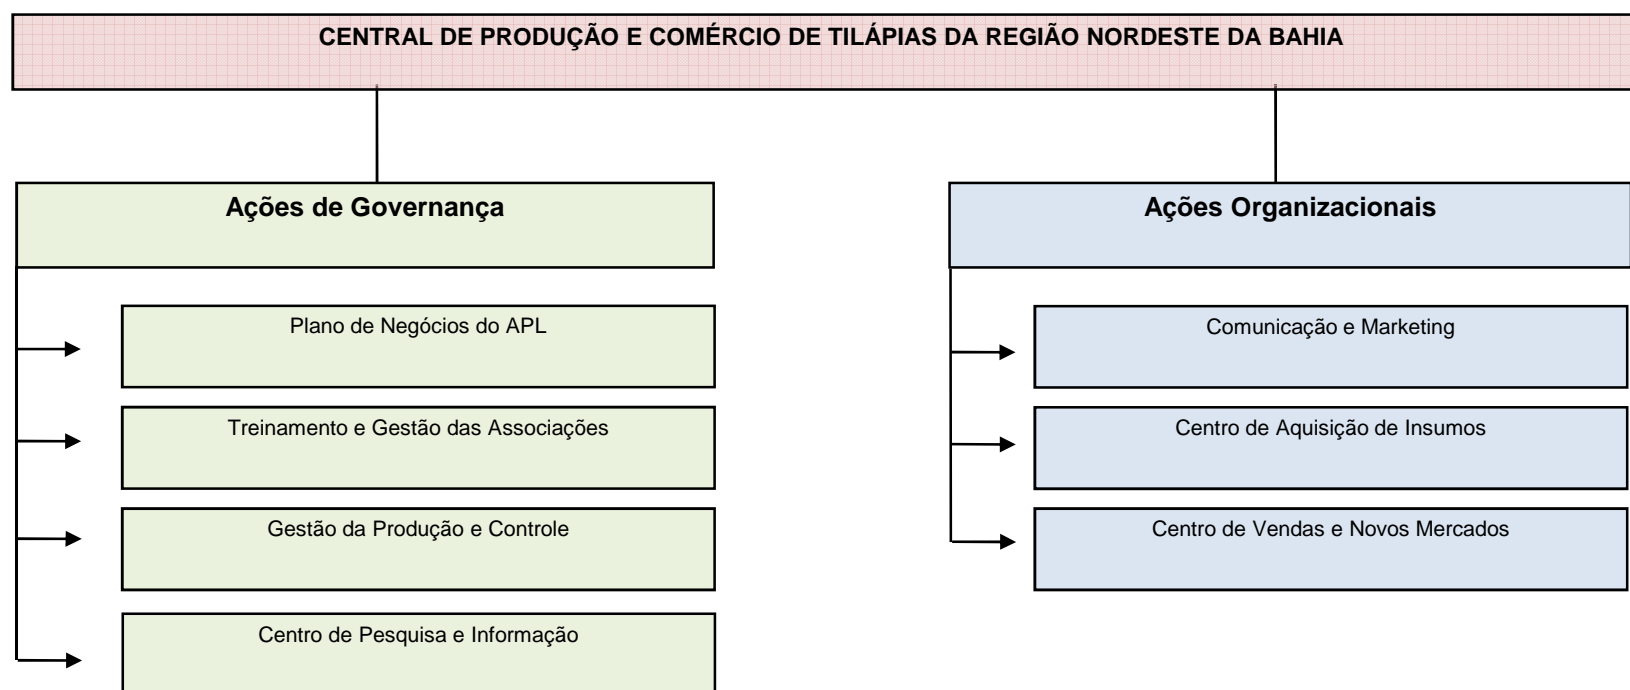 CENTRAL DE PRODUÇÃO E COMÉRCIO DE TILÁPIAS DA REGIÃO NORDESTE DA BAHIA
Ações de Governança
Plano de Negócios do APL
Treinamento e Gestão das Associações
Gestão da Produção e Controle
Centro de Pesquisa e Informação
Ações Organizacionais
Comunicação e Marketing
Centro de Aquisição de Insumos
Centro de Vendas e Novos Mercados